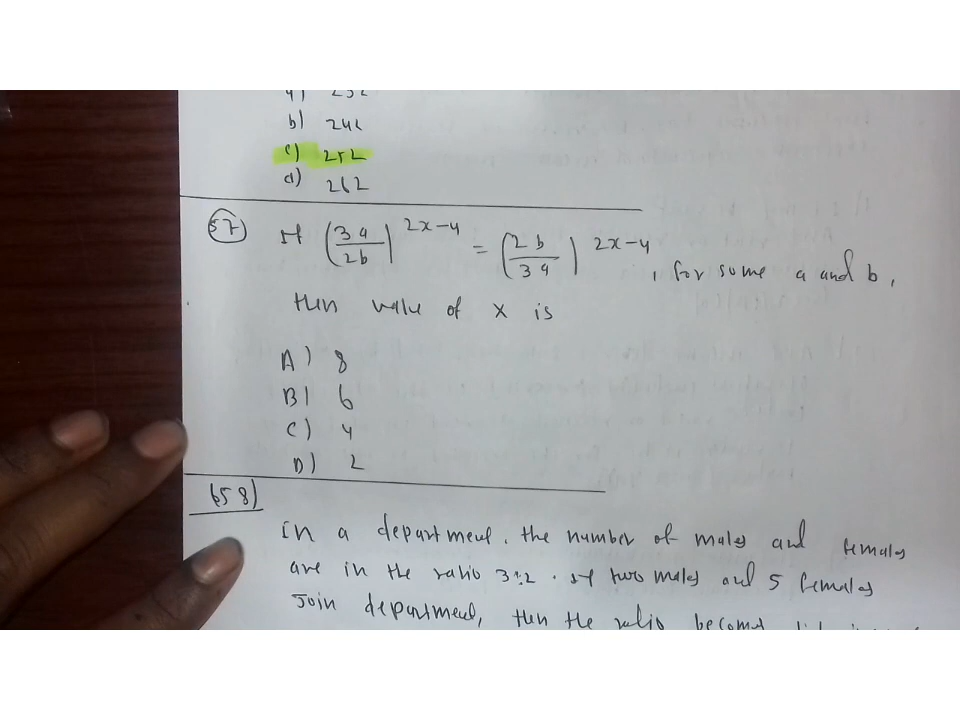 b) 242
c) 252
d) 262
57) If (3a/2b)^2x-4 = (2b/3a)^2x-4, for some a and b,
then value of x is
A) 8
B) 6
C) 4
D) 2
(58)
In a department, the number of males and females
are in the ratio 3:2. If two males and 5 females
Join department, then the ratio becomes